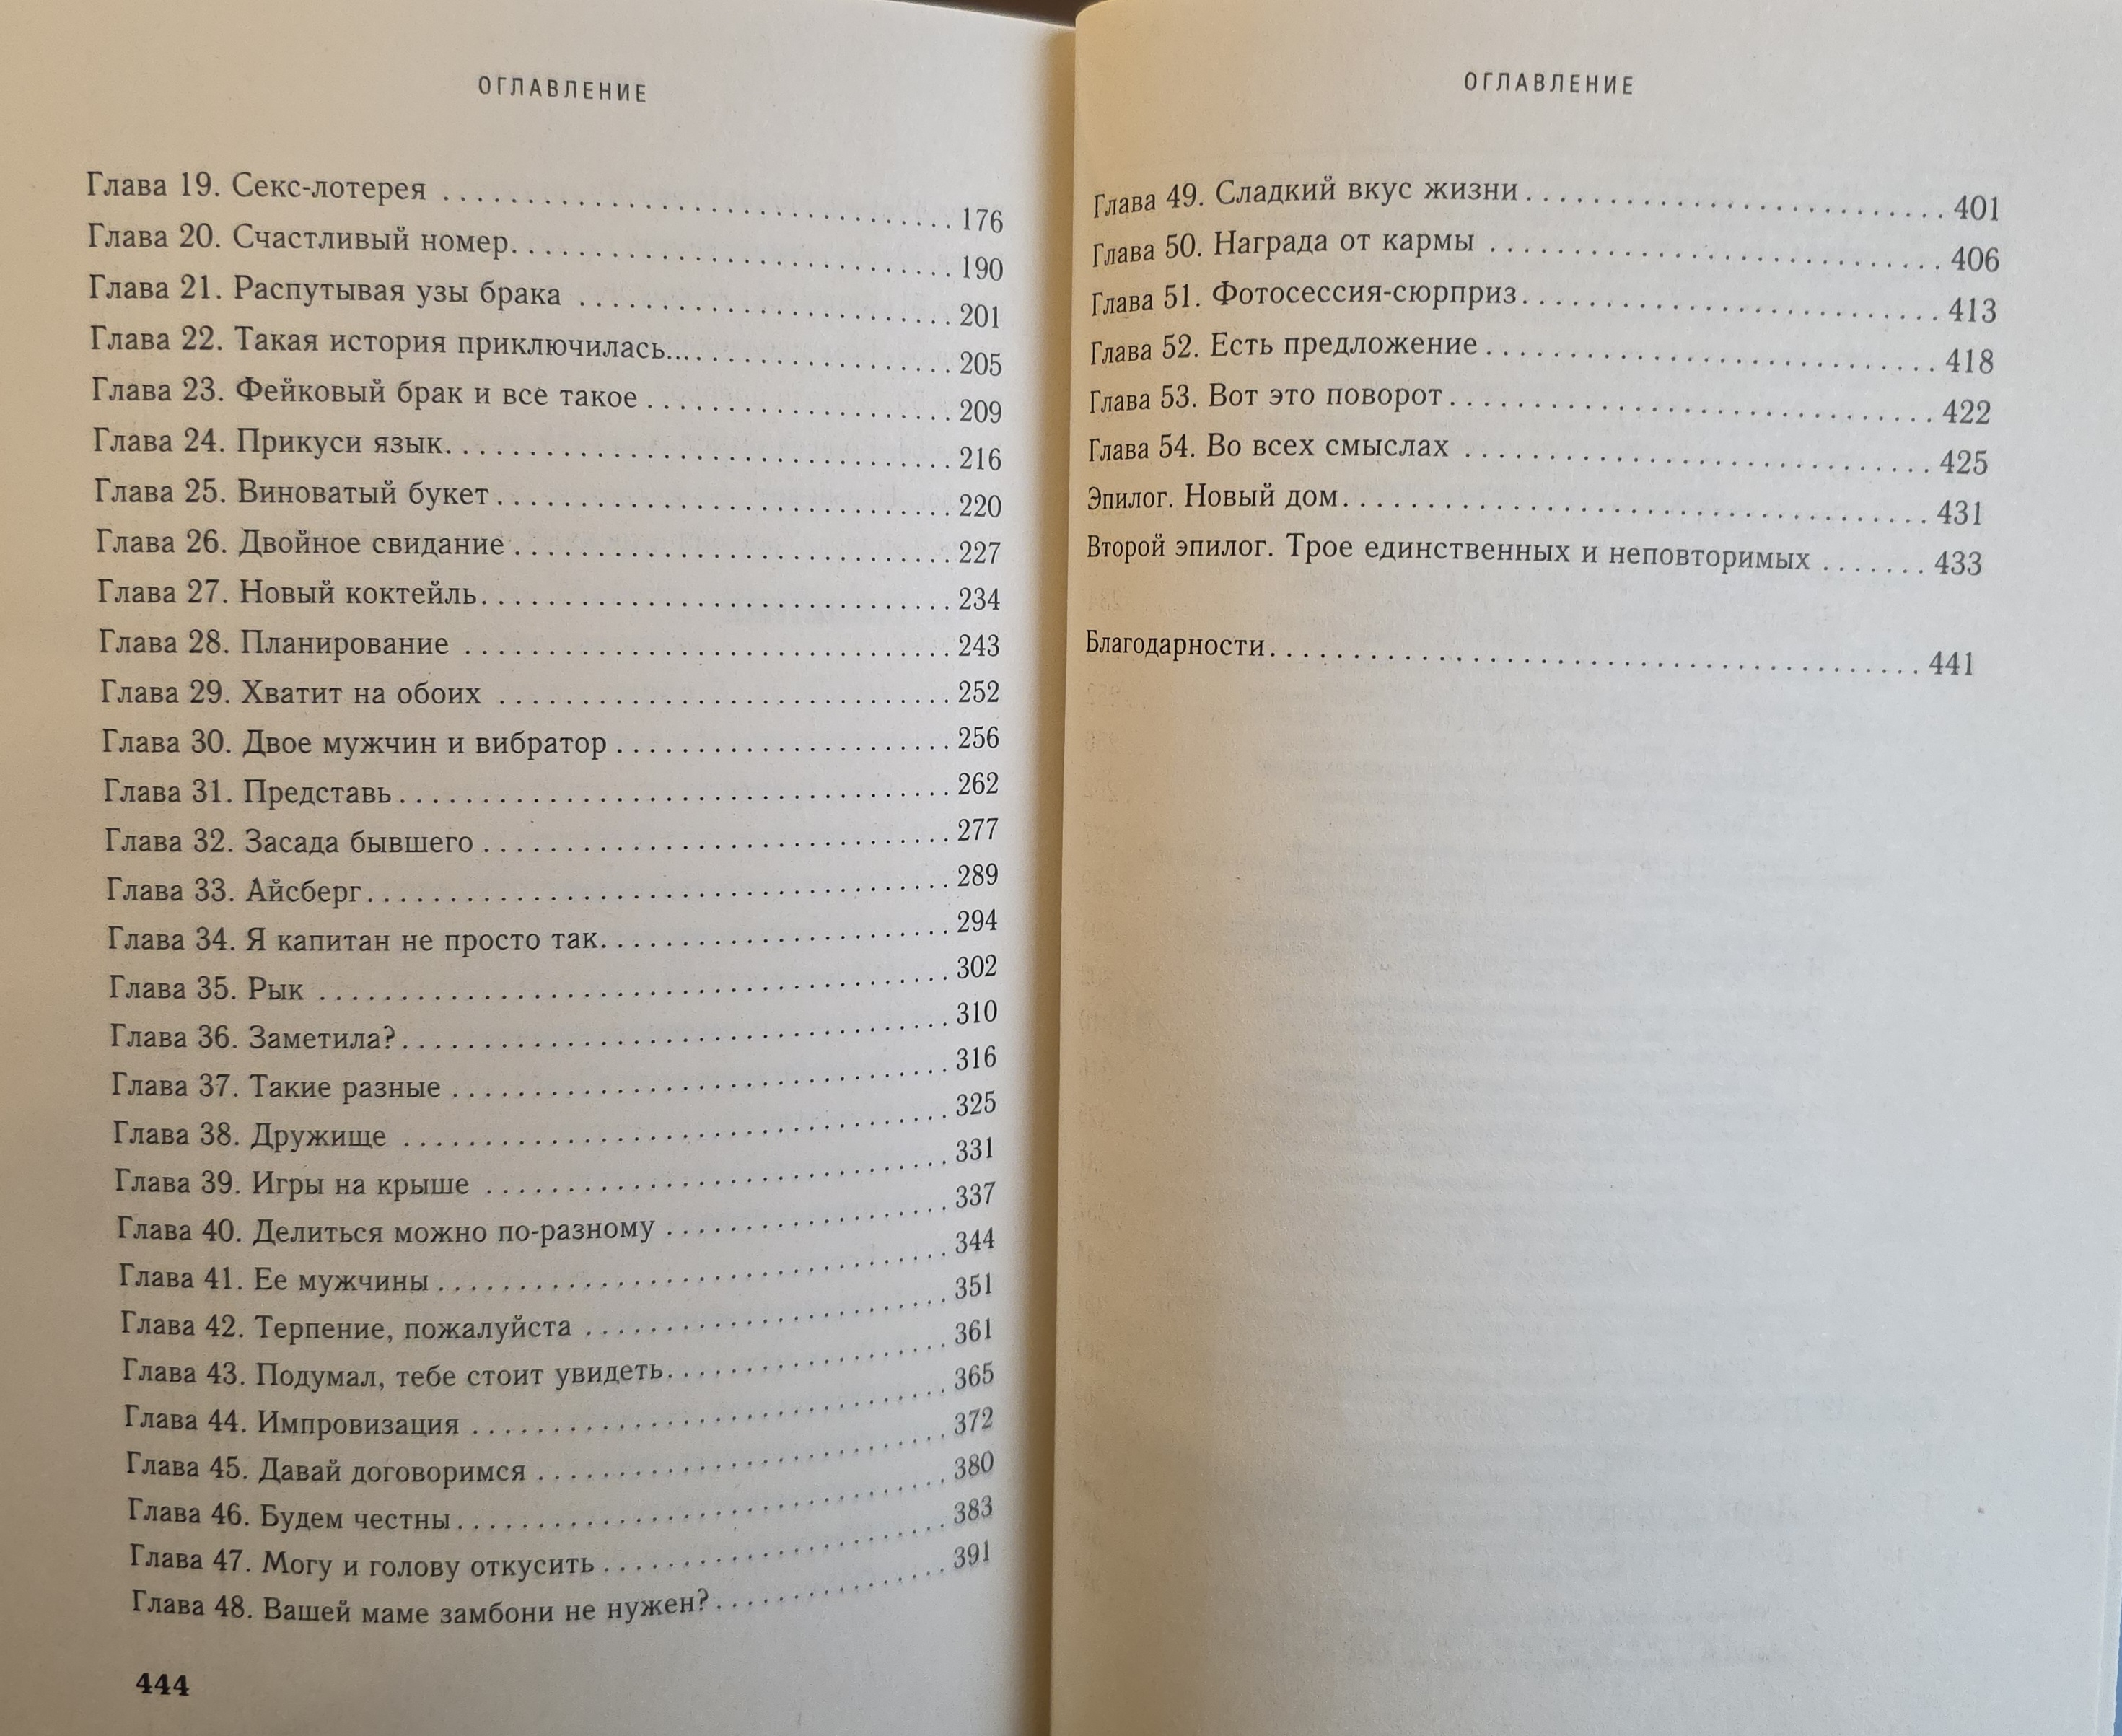 ОГЛАВЛЕНИЕ
Глава 19. Секс-лотерея . . . . . . . . . . . . . . . . . . . . . . . . . . . . . . . 176
Глава 20. Счастливый номер. . . . . . . . . . . . . . . . . . . . . . . . . . . 190
Глава 21. Распутывая узы брака . . . . . . . . . . . . . . . . . . . . . . . 201
Глава 22. Такая история приключилась... . . . . . . . . . . . . . . . . 205
Глава 23. Фейковый брак и все такое . . . . . . . . . . . . . . . . . . . 209
Глава 24. Прикуси язык. . . . . . . . . . . . . . . . . . . . . . . . . . . . . . . 216
Глава 25. Виноватый букет . . . . . . . . . . . . . . . . . . . . . . . . . . . . 220
Глава 26. Двойное свидание . . . . . . . . . . . . . . . . . . . . . . . . . . . 227
Глава 27. Новый коктейль. . . . . . . . . . . . . . . . . . . . . . . . . . . . . 234
Глава 28. Планирование . . . . . . . . . . . . . . . . . . . . . . . . . . . . . . 243
Глава 29. Хватит на обоих . . . . . . . . . . . . . . . . . . . . . . . . . . . . 252
Глава 30. Двое мужчин и вибратор . . . . . . . . . . . . . . . . . . . . . 256
Глава 31. Представь . . . . . . . . . . . . . . . . . . . . . . . . . . . . . . . . . . 262
Глава 32. Засада бывшего . . . . . . . . . . . . . . . . . . . . . . . . . . . . . 277
Глава 33. Айсберг. . . . . . . . . . . . . . . . . . . . . . . . . . . . . . . . . . . . 289
Глава 34. Я капитан не просто так. . . . . . . . . . . . . . . . . . . . . . 294
Глава 35. Рык . . . . . . . . . . . . . . . . . . . . . . . . . . . . . . . . . . . . . . . 302
Глава 36. Заметила? . . . . . . . . . . . . . . . . . . . . . . . . . . . . . . . . . . 310
Глава 37. Такие разные . . . . . . . . . . . . . . . . . . . . . . . . . . . . . . . 316
Глава 38. Дружище . . . . . . . . . . . . . . . . . . . . . . . . . . . . . . . . . . 325
Глава 39. Игры на крыше . . . . . . . . . . . . . . . . . . . . . . . . . . . . . 331
Глава 40. Делиться можно по-разному . . . . . . . . . . . . . . . . . . 337
Глава 41. Ее мужчины . . . . . . . . . . . . . . . . . . . . . . . . . . . . . . . . 344
Глава 42. Терпение, пожалуйста . . . . . . . . . . . . . . . . . . . . . . . 351
Глава 43. Подумал, тебе стоит увидеть. . . . . . . . . . . . . . . . . . 361
Глава 44. Импровизация . . . . . . . . . . . . . . . . . . . . . . . . . . . . . . 365
Глава 45. Давай договоримся . . . . . . . . . . . . . . . . . . . . . . . . . . 372
Глава 46. Будем честны . . . . . . . . . . . . . . . . . . . . . . . . . . . . . . . 380
Глава 47. Могу и голову откусить . . . . . . . . . . . . . . . . . . . . . . 383
Глава 48. Вашей маме замбони не нужен? . . . . . . . . . . . . . . . 391
444
ОГЛАВЛЕНИЕ
Глава 49. Сладкий вкус жизни . . . . . . . . . . . . . . . . . . . . . . . . . 401
Глава 50. Награда от кармы . . . . . . . . . . . . . . . . . . . . . . . . . . . 406
Глава 51. Фотосессия-сюрприз. . . . . . . . . . . . . . . . . . . . . . . . . 413
Глава 52. Есть предложение . . . . . . . . . . . . . . . . . . . . . . . . . . . 418
Глава 53. Вот это поворот . . . . . . . . . . . . . . . . . . . . . . . . . . . . . 422
Глава 54. Во всех смыслах . . . . . . . . . . . . . . . . . . . . . . . . . . . . 425
Эпилог. Новый дом. . . . . . . . . . . . . . . . . . . . . . . . . . . . . . . . . . 431
Второй эпилог. Трое единственных и неповторимых . . . . . . . 433
Благодарности. . . . . . . . . . . . . . . . . . . . . . . . . . . . . . . . . . . . . . 441